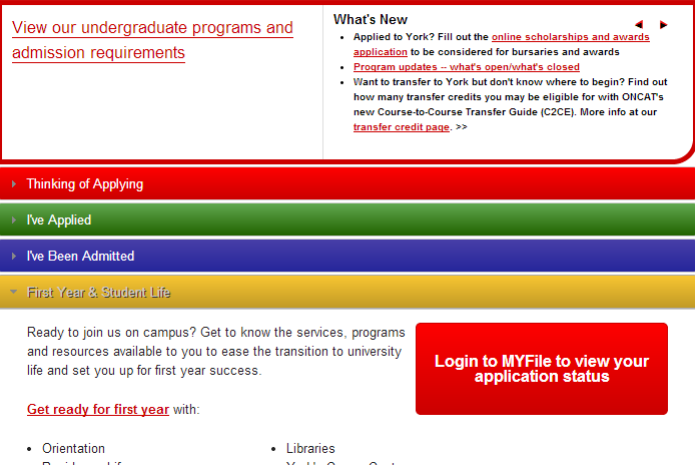 View our undergraduate programs and
admission requirements
What's New
Applied to York? Fill out the online scholarships and awards
application to be considered for bursaries and awards
Program updates -- what's open/what's closed
Want to transfer to York but don't know where to begin? Find out
how many transfer credits you may be eligible for with ONCAT's
new Course-to-Course Transfer Guide (C2CE). More info at our
transfer credit page. >>
Thinking of Applying
I've Applied
I've Been Admitted
First Year & Student Life
Ready to join us on campus? Get to know the services, programs
and resources available to you to ease the transition to university
life and set you up for first year success.
Login to MYFile to view your
application status
Get ready for first year with:
Orientation
Libraries